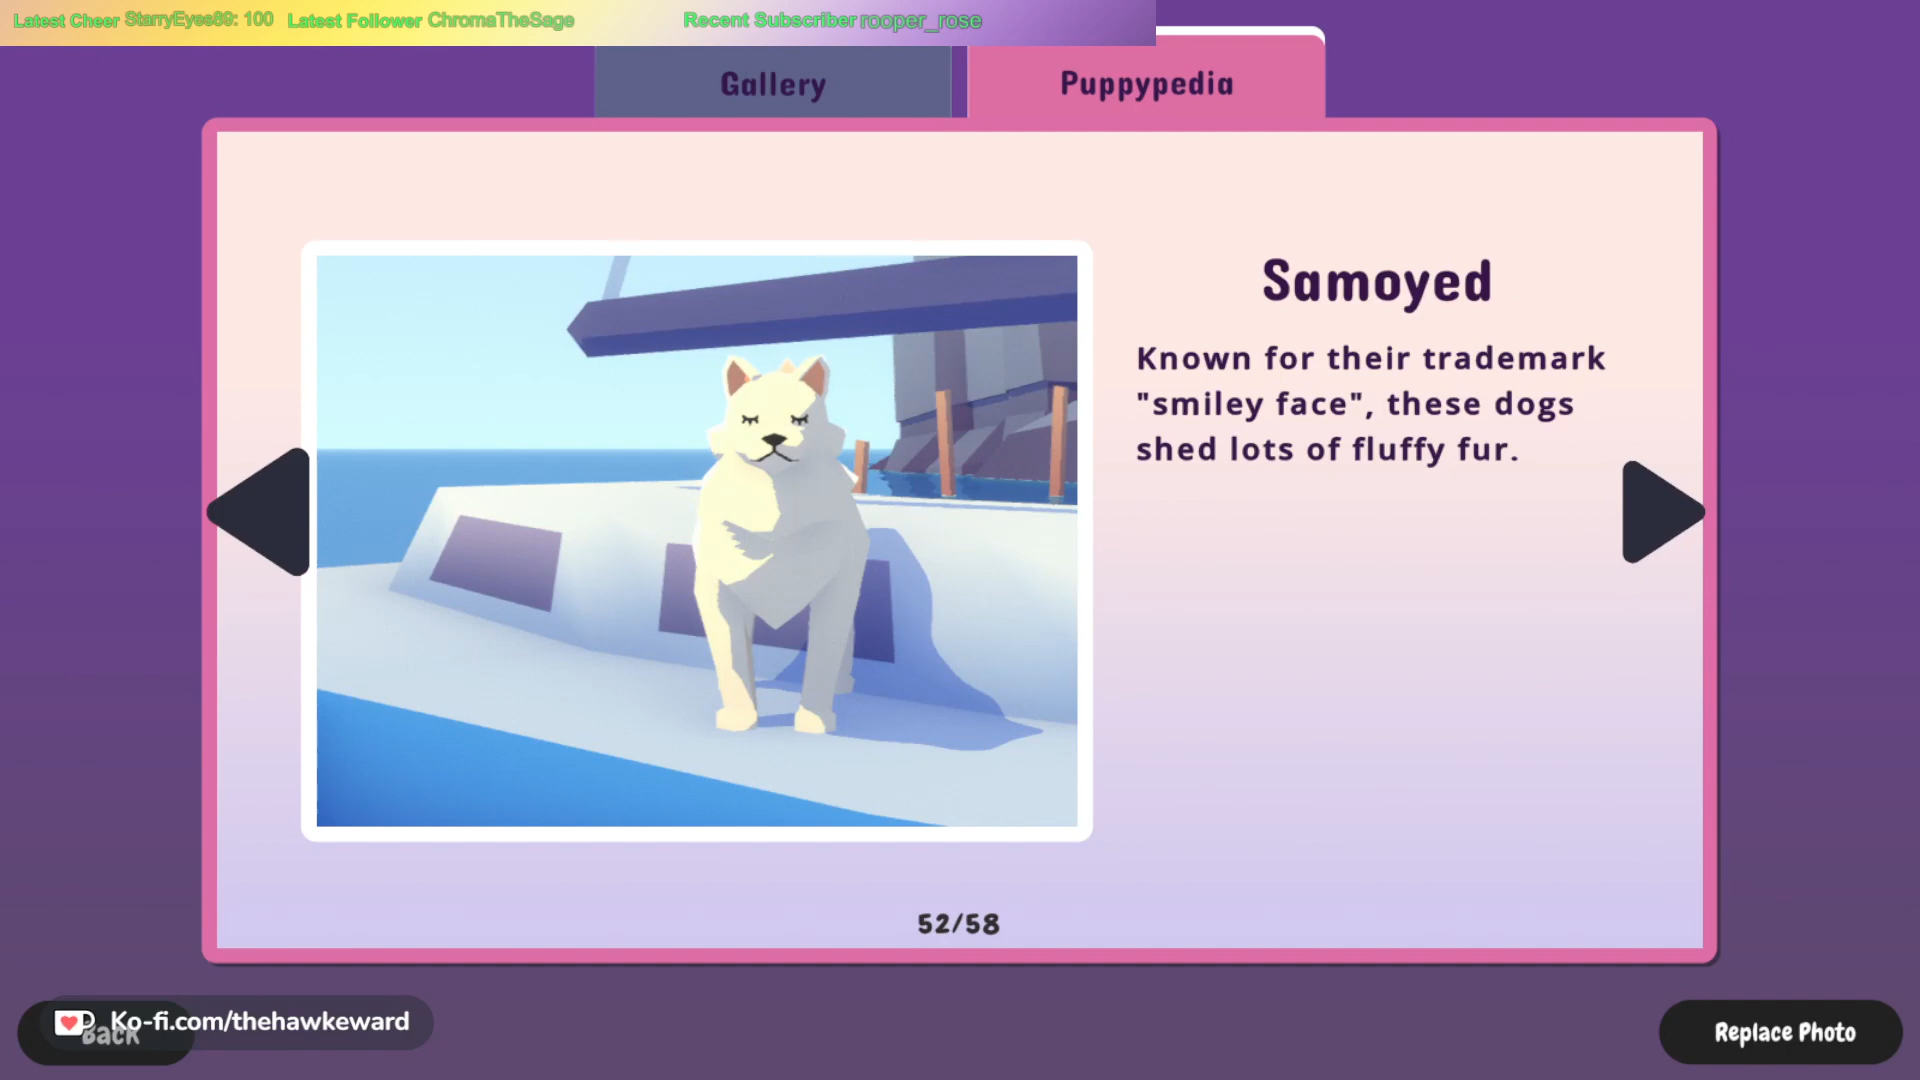 Latest Cheer StarryEyes89: 100 Latest Follower ChromaTheSage Recent Subscriber rooper_rose
Gallery
Puppypedia
Samoyed
Known for their trademark
"smiley face", these dogs
shed lots of fluffy fur.
52/58
Ko-fi.com/thehawkeward
Back
Replace Photo